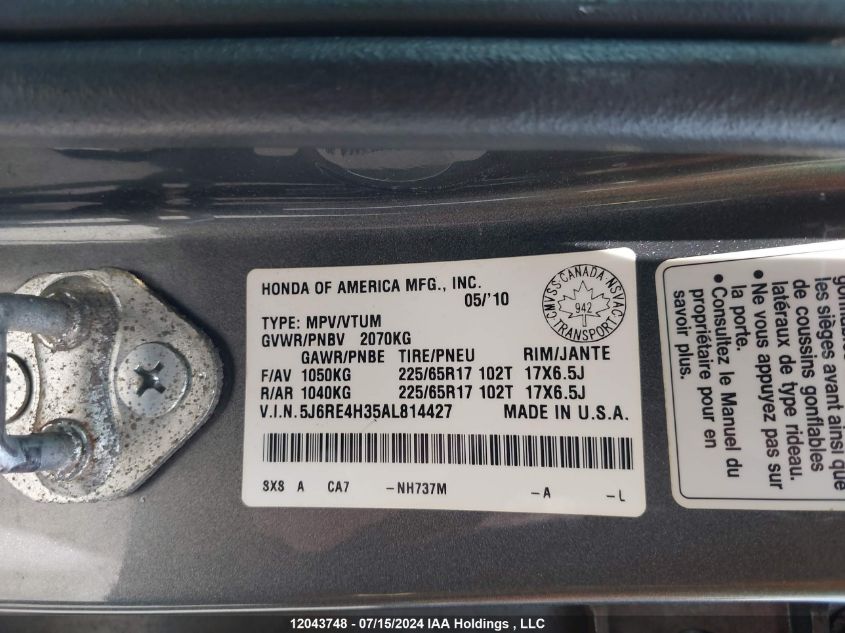 HONDA OF AMERICA MFG., INC.
05/'10
TYPE: MPV/VTUM
GVWR/PNBV 2070KG
GAWR/PNBE TIRE/PNEU RIM/JANTE
F/AV 1050KG 225/65R17 102T 17X6.5J
R/AR 1040KG 225/65R17 102T 17X6.5J
V.I.N. 5J6RE4H35AL814427 MADE IN U.S.A.
SXS A CA7 -NH737M -A -L
CMVSS CANADA NSVAC
942
TRANSPORT
les sièges avant ainsi que
de coussins gonflables
latéraux de type rideau.
• Ne vous appuyez pas sur
la porte.
• Consultez le Manuel du
propriétaire pour en
savoir plus.
12043748 - 07/15/2024 IAA Holdings , LLC